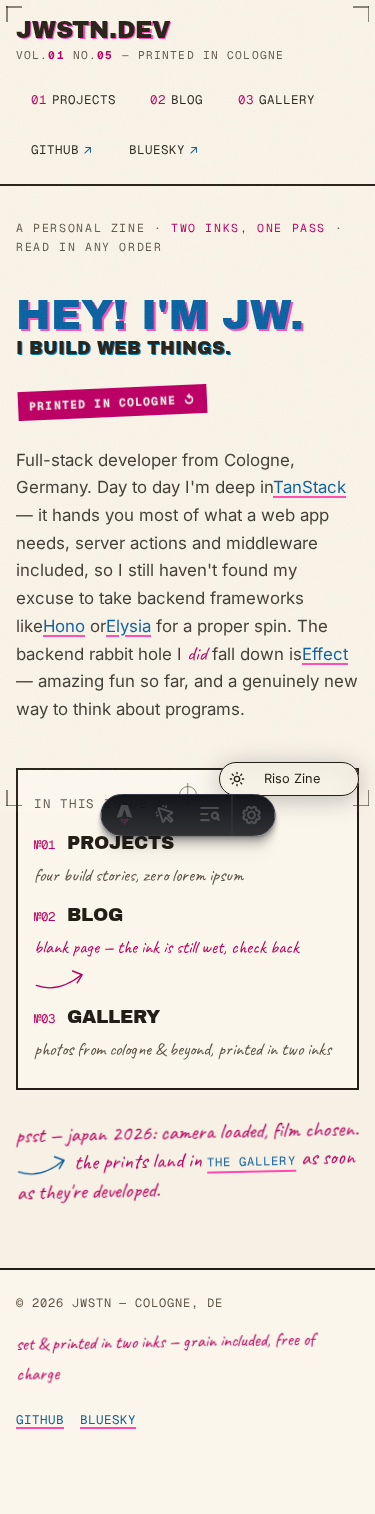 JWSTN.DEV
VOL.01 NO.05 — PRINTED IN COLOGNE
01 PROJECTS 02 BLOG 03 GALLERY
GITHUB ↗ BLUESKY ↗
A PERSONAL ZINE · TWO INKS, ONE PASS ·
READ IN ANY ORDER
HEY! I'M JW.
I BUILD WEB THINGS.
PRINTED IN COLOGNE ↺
Full-stack developer from Cologne,
Germany. Day to day I'm deep inTanStack
— it hands you most of what a web app
needs, server actions and middleware
included, so I still haven't found my
excuse to take backend frameworks
likeHono orElysia for a proper spin. The
backend rabbit hole I did fall down isEffect
— amazing fun so far, and a genuinely new
way to think about programs.
Riso Zine
IN THIS
№01 PROJECTS
four build stories, zero lorem ipsum
№02 BLOG
blank page — the ink is still wet, check back
№03 GALLERY
photos from cologne & beyond, printed in two inks
psst — japan 2026: camera loaded, film chosen.
the prints land in THE GALLERY as soon
as they're developed.
© 2026 JWSTN — COLOGNE, DE
set & printed in two inks — grain included, free of
charge
GITHUB BLUESKY